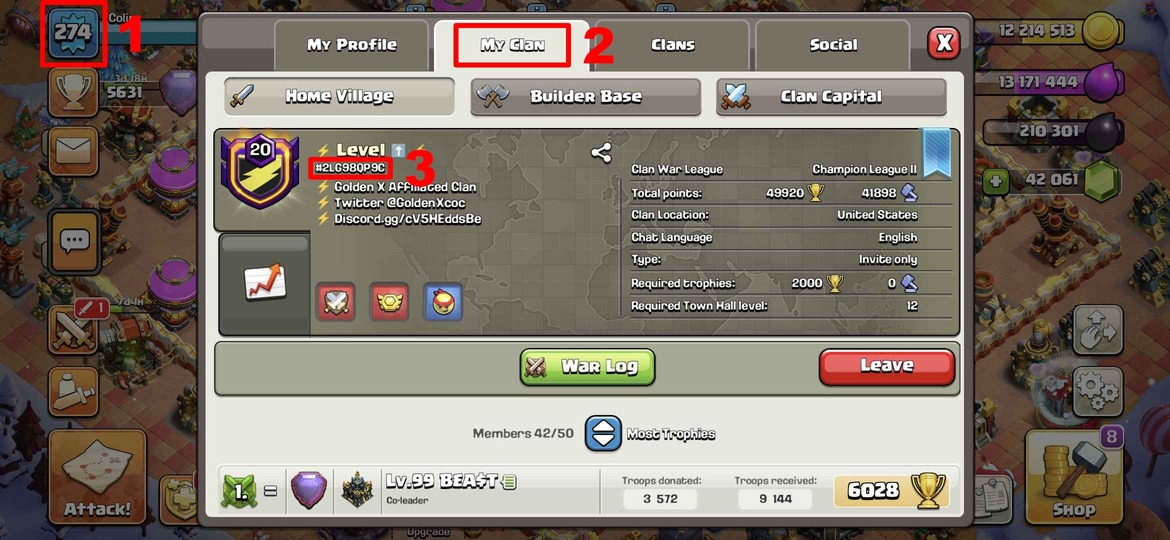 274
1
Colin
3d 18h
5631
My Profile
My Clan
2
Clans
Social
X
12 214 513
13 171 444
210 301
42 061
Home Village
Builder Base
Clan Capital
20
Level
#2LG98QP9C
3
Golden X Affiliated Clan
Twitter @GoldenXcoc
Discord.gg/cV5HEddsBe
Clan War League Champion League II
Total points: 49920 41898
Clan Location: United States
Chat Language English
Type: Invite only
Required trophies: 2000 0
Required Town Hall level: 12
1
7d 4h
War Log
Leave
Members 42/50
Most Trophies
1. =
Lv.99 BEA$T
Co-leader
Troops donated:
3 572
Troops received:
9 144
6028
Attack!
8
Shop
Upgrade